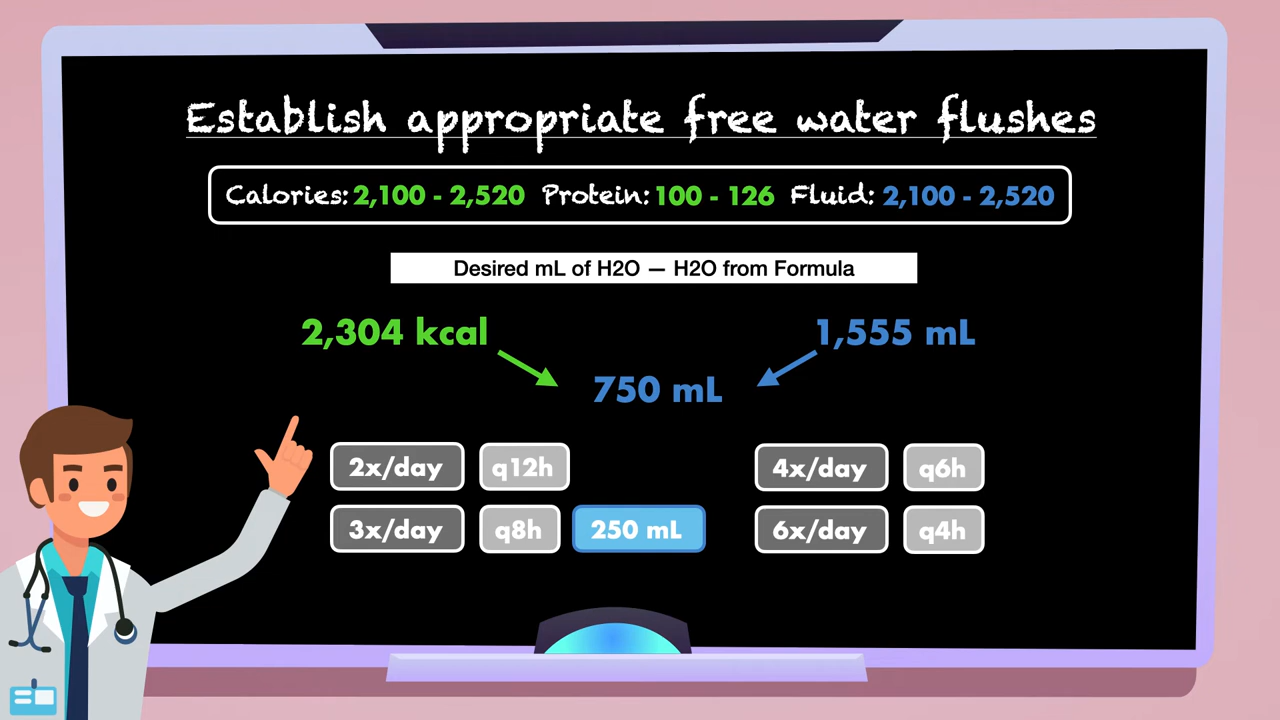 Establish appropriate free water flushes
Calories: 2,100 - 2,520 Protein: 100 - 126 Fluid: 2,100 - 2,520
Desired mL of H2O — H2O from Formula
2,304 kcal 1,555 mL
750 mL
2x/day q12h 4x/day q6h
3x/day q8h 250 mL 6x/day q4h